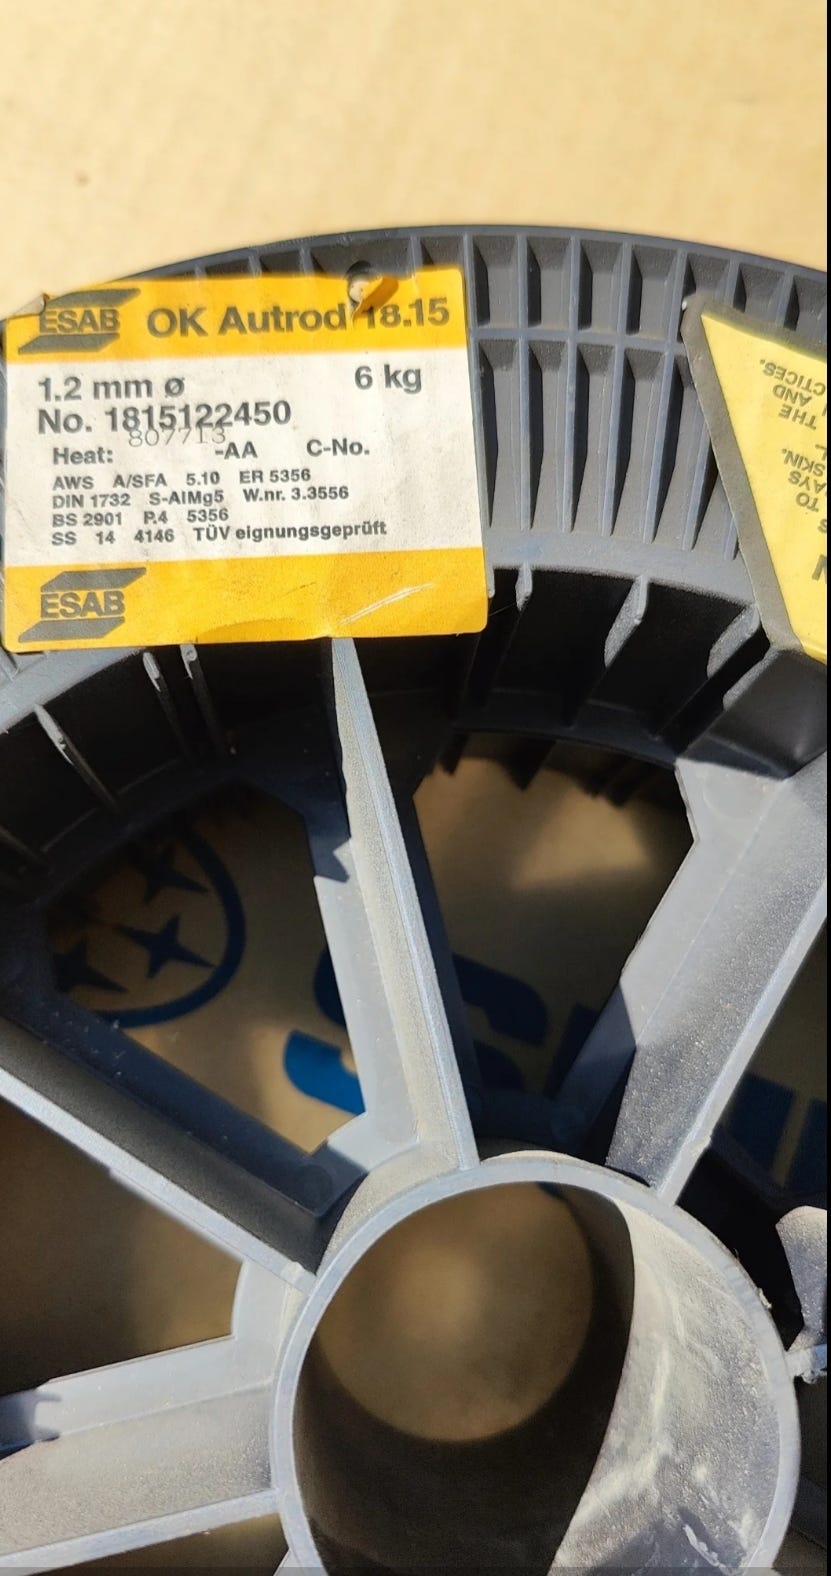 ESAB OK Autrod 18.15
1.2 mm ø 6 kg
No. 1815122450
807713
Heat: -AA C-No.
AWS A/SFA 5.10 ER 5356
DIN 1732 S-AlMg5 W.nr. 3.3556
BS 2901 P.4 5356
SS 14 4146 TÜV eignungsgeprüft
ESAB
TO
SKIN.
THE
AND